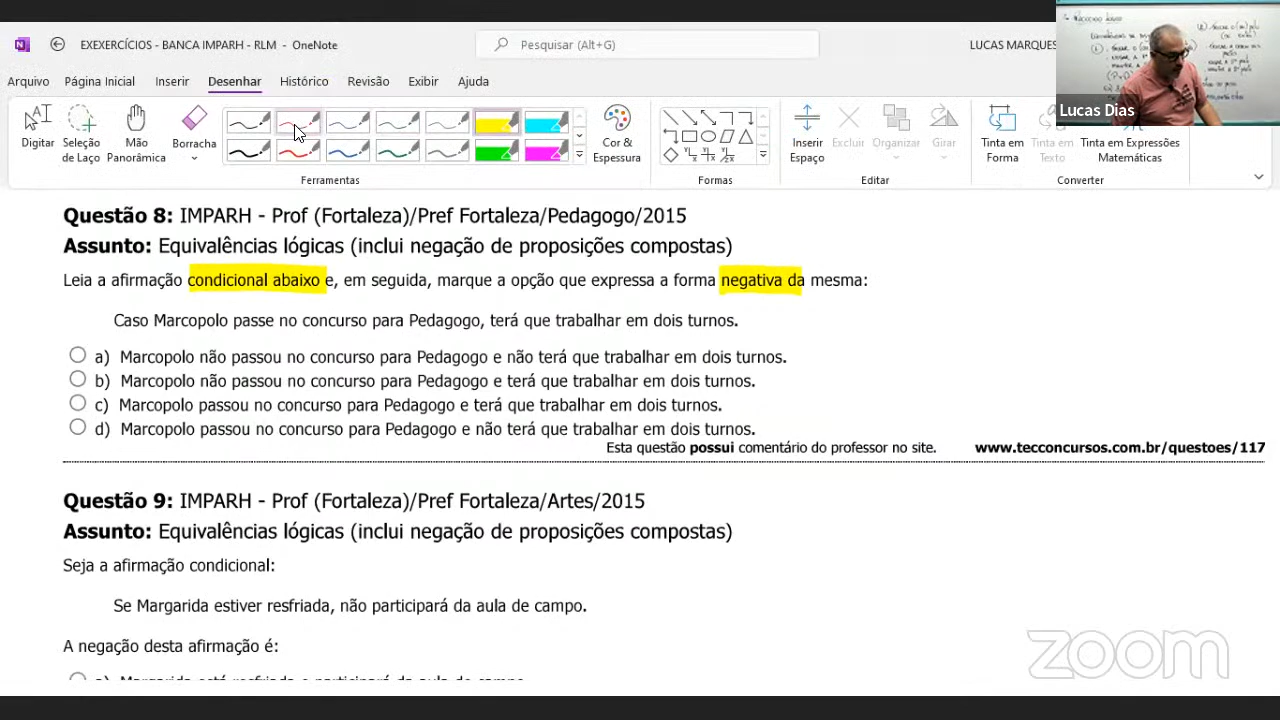 EXEXERCÍCIOS - BANCA IMPARH - RLM - OneNote
Pesquisar (Alt+G)
LUCAS MARQUES
Arquivo
Página Inicial
Inserir
Desenhar
Histórico
Revisão
Exibir
Ajuda
Digitar
Seleção de Laço
Mão Panorâmica
Borracha
Cor & Espessura
Inserir Espaço
Excluir
Organizar
Girar
Tinta em Forma
Tinta em Texto
Tinta em Expressões Matemáticas
Ferramentas
Formas
Editar
Converter
Lucas Dias
Questão 8: IMPARH - Prof (Fortaleza)/Pref Fortaleza/Pedagogo/2015
Assunto: Equivalências lógicas (inclui negação de proposições compostas)
Leia a afirmação condicional abaixo e, em seguida, marque a opção que expressa a forma negativa da mesma:
Caso Marcopolo passe no concurso para Pedagogo, terá que trabalhar em dois turnos.
a) Marcopolo não passou no concurso para Pedagogo e não terá que trabalhar em dois turnos.
b) Marcopolo não passou no concurso para Pedagogo e terá que trabalhar em dois turnos.
c) Marcopolo passou no concurso para Pedagogo e terá que trabalhar em dois turnos.
d) Marcopolo passou no concurso para Pedagogo e não terá que trabalhar em dois turnos.
Esta questão possui comentário do professor no site. www.tecconcursos.com.br/questoes/117
Questão 9: IMPARH - Prof (Fortaleza)/Pref Fortaleza/Artes/2015
Assunto: Equivalências lógicas (inclui negação de proposições compostas)
Seja a afirmação condicional:
Se Margarida estiver resfriada, não participará da aula de campo.
A negação desta afirmação é:
a) Margarida está resfriada e participará da aula de campo.
zoom